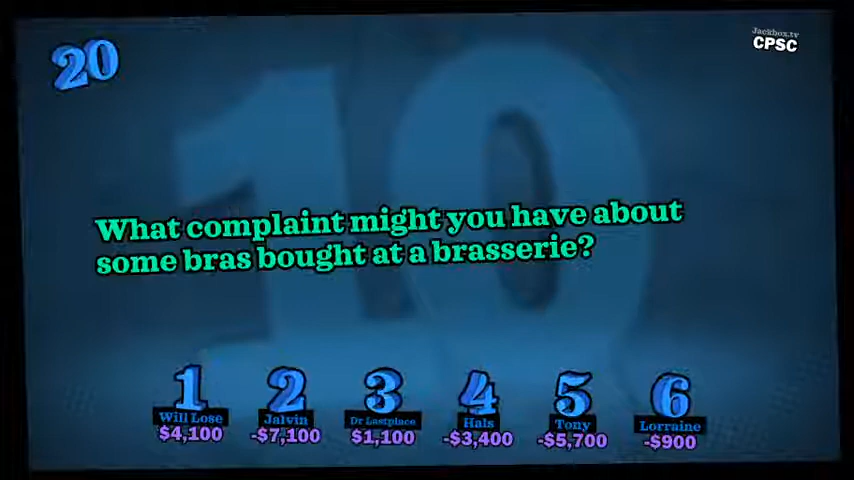 Jackbox.tv
CPSC
20
10
What complaint might you have about
some bras bought at a brasserie?
1 2 3 4 5 6
Will Lose Jalvin Dr Lastplace Hals Tony Lorraine
$4,100 -$7,100 $1,100 -$3,400 -$5,700 -$900